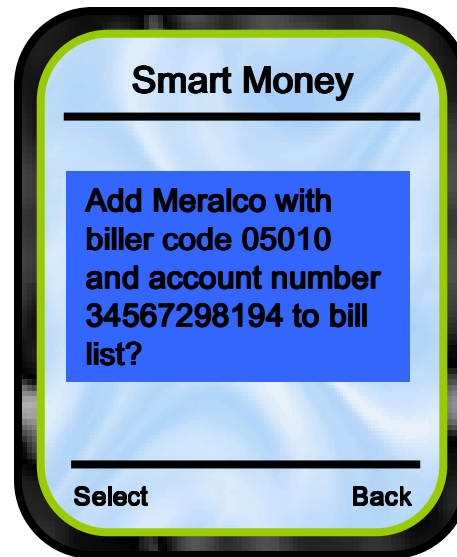 Smart Money
Add Meralco with
biller code 05010
and account number
34567298194 to bill
list?
Select Back